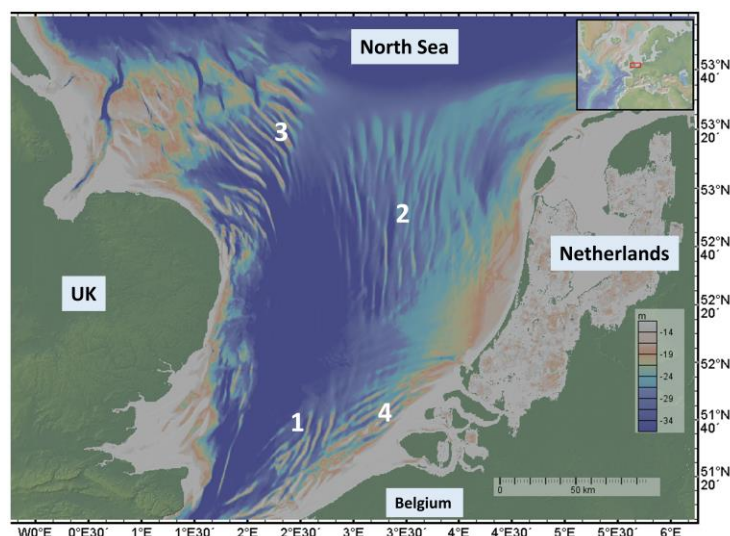 North Sea
53°N
40'
53°N
20'
53°N
52°N
40'
52°N
20'
52°N
51°N
40'
51°N
20'
3
2
UK
Netherlands
m
-14
-19
-24
-29
-34
1
4
Belgium
0
50 km
W0°E
0°E30'
1°E
1°E30'
2°E
2°E30'
3°E
3°E30'
4°E
4°E30'
5°E
5°E30'
6°E